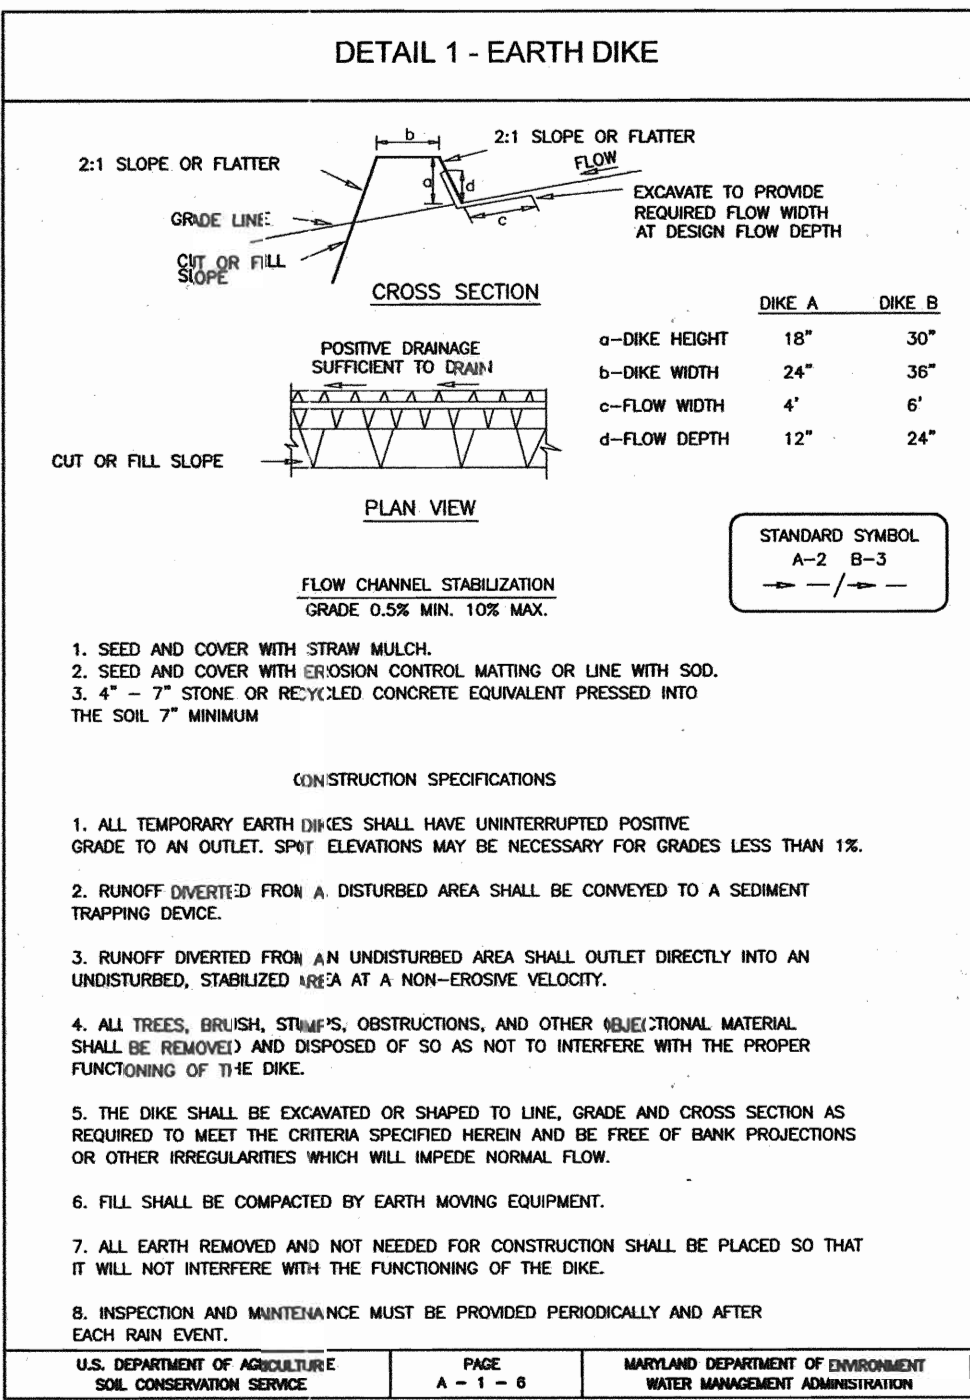 DETAIL 1 - EARTH DIKE
b
2:1 SLOPE OR FLATTER
2:1 SLOPE OR FLATTER
FLOW
a
d
EXCAVATE TO PROVIDE
REQUIRED FLOW WIDTH
AT DESIGN FLOW DEPTH
GRADE LINE
c
CUT OR FILL
SLOPE
CROSS SECTION
DIKE A DIKE B
a-DIKE HEIGHT 18" 30"
b-DIKE WIDTH 24" 36"
c-FLOW WIDTH 4' 6'
d-FLOW DEPTH 12" 24"
POSITIVE DRAINAGE
SUFFICIENT TO DRAIN
CUT OR FILL SLOPE
PLAN VIEW
STANDARD SYMBOL
A-2 B-3
FLOW CHANNEL STABILIZATION
GRADE 0.5% MIN. 10% MAX.
1. SEED AND COVER WITH STRAW MULCH.
2. SEED AND COVER WITH EROSION CONTROL MATTING OR LINE WITH SOD.
3. 4" - 7" STONE OR RECYCLED CONCRETE EQUIVALENT PRESSED INTO
THE SOIL 7" MINIMUM
CONSTRUCTION SPECIFICATIONS
1. ALL TEMPORARY EARTH DIKES SHALL HAVE UNINTERRUPTED POSITIVE
GRADE TO AN OUTLET. SPOT ELEVATIONS MAY BE NECESSARY FOR GRADES LESS THAN 1%.
2. RUNOFF DIVERTED FROM A DISTURBED AREA SHALL BE CONVEYED TO A SEDIMENT
TRAPPING DEVICE.
3. RUNOFF DIVERTED FROM AN UNDISTURBED AREA SHALL OUTLET DIRECTLY INTO AN
UNDISTURBED, STABILIZED AREA AT A NON-EROSIVE VELOCITY.
4. ALL TREES, BRUSH, STUMPS, OBSTRUCTIONS, AND OTHER OBJECTIONAL MATERIAL
SHALL BE REMOVED AND DISPOSED OF SO AS NOT TO INTERFERE WITH THE PROPER
FUNCTIONING OF THE DIKE.
5. THE DIKE SHALL BE EXCAVATED OR SHAPED TO LINE, GRADE AND CROSS SECTION AS
REQUIRED TO MEET THE CRITERIA SPECIFIED HEREIN AND BE FREE OF BANK PROJECTIONS
OR OTHER IRREGULARITIES WHICH WILL IMPEDE NORMAL FLOW.
6. FILL SHALL BE COMPACTED BY EARTH MOVING EQUIPMENT.
7. ALL EARTH REMOVED AND NOT NEEDED FOR CONSTRUCTION SHALL BE PLACED SO THAT
IT WILL NOT INTERFERE WITH THE FUNCTIONING OF THE DIKE.
8. INSPECTION AND MAINTENANCE MUST BE PROVIDED PERIODICALLY AND AFTER
EACH RAIN EVENT.
U.S. DEPARTMENT OF AGRICULTURE
SOIL CONSERVATION SERVICE
PAGE
A - 1 - 6
MARYLAND DEPARTMENT OF ENVIRONMENT
WATER MANAGEMENT ADMINISTRATION